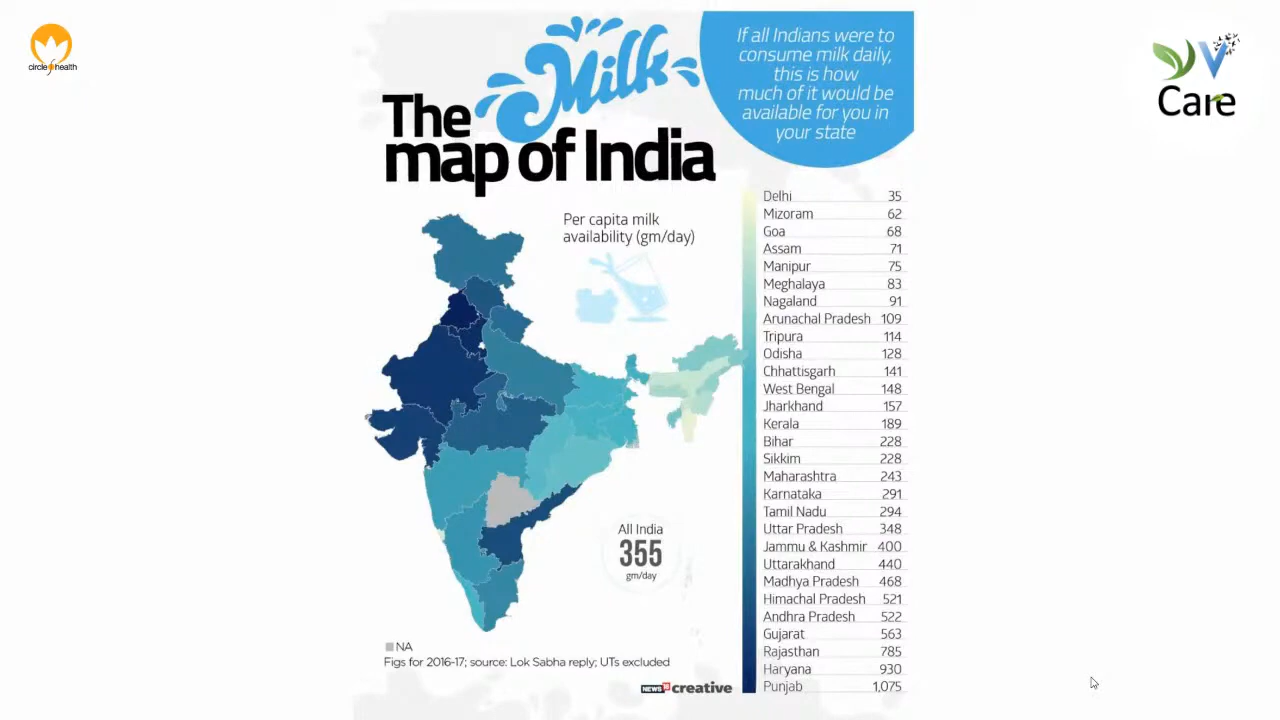 circle of health
The Milk
map of India
If all Indians were to
consume milk daily,
this is how
much of it would be
available for you in
your state
V
Care
Per capita milk
availability (gm/day)
Delhi 35
Mizoram 62
Goa 68
Assam 71
Manipur 75
Meghalaya 83
Nagaland 91
Arunachal Pradesh 109
Tripura 114
Odisha 128
Chhattisgarh 141
West Bengal 148
Jharkhand 157
Kerala 189
Bihar 228
Sikkim 228
Maharashtra 243
Karnataka 291
Tamil Nadu 294
Uttar Pradesh 348
Jammu & Kashmir 400
Uttarakhand 440
Madhya Pradesh 468
Himachal Pradesh 521
Andhra Pradesh 522
Gujarat 563
Rajasthan 785
Haryana 930
Punjab 1,075
All India
355
gm/day
NA
Figs for 2016-17; source: Lok Sabha reply; UTs excluded
NEWS18 creative